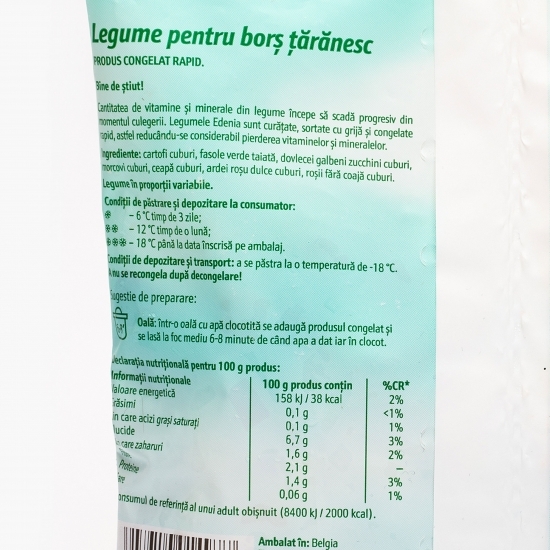 Legume pentru borș țărănesc
PRODUS CONGELAT RAPID.
Bine de știut!
Cantitatea de vitamine și minerale din legume începe să scadă progresiv din
momentul culegerii. Legumele Edenia sunt curățate, sortate cu grijă și congelate
rapid, astfel reducându-se considerabil pierderea vitaminelor și mineralelor.
Ingrediente: cartofi cuburi, fasole verde taiată, dovlecei galbeni zucchini cuburi,
morcovi cuburi, ceapă cuburi, ardei roșu dulce cuburi, roșii fără coajă cuburi.
Legume în proporții variabile.
Condiții de păstrare și depozitare la consumator:
– 6 °C timp de 3 zile;
– 12 °C timp de o lună;
– 18 °C până la data înscrisă pe ambalaj.
Condiții de depozitare și transport: a se păstra la o temperatură de -18 °C.
A nu se recongela după decongelare!
Sugestie de preparare:
Oală: într-o oală cu apă clocotită se adaugă produsul congelat și
se lasă la foc mediu 6-8 minute de când apa a dat iar în clocot.
Declarația nutrițională pentru 100 g produs:
Informații nutriționale 100 g produs conțin %CR*
Valoare energetică 158 kJ / 38 kcal 2%
Grăsimi 0,1 g <1%
din care acizi grași saturați 0,1 g 1%
Glucide 6,7 g 3%
din care zaharuri 1,6 g 2%
2,1 g –
Proteine 1,4 g 3%
Sare 0,06 g 1%
consumul de referință al unui adult obișnuit (8400 kJ / 2000 kcal).
Ambalat în: Belgia